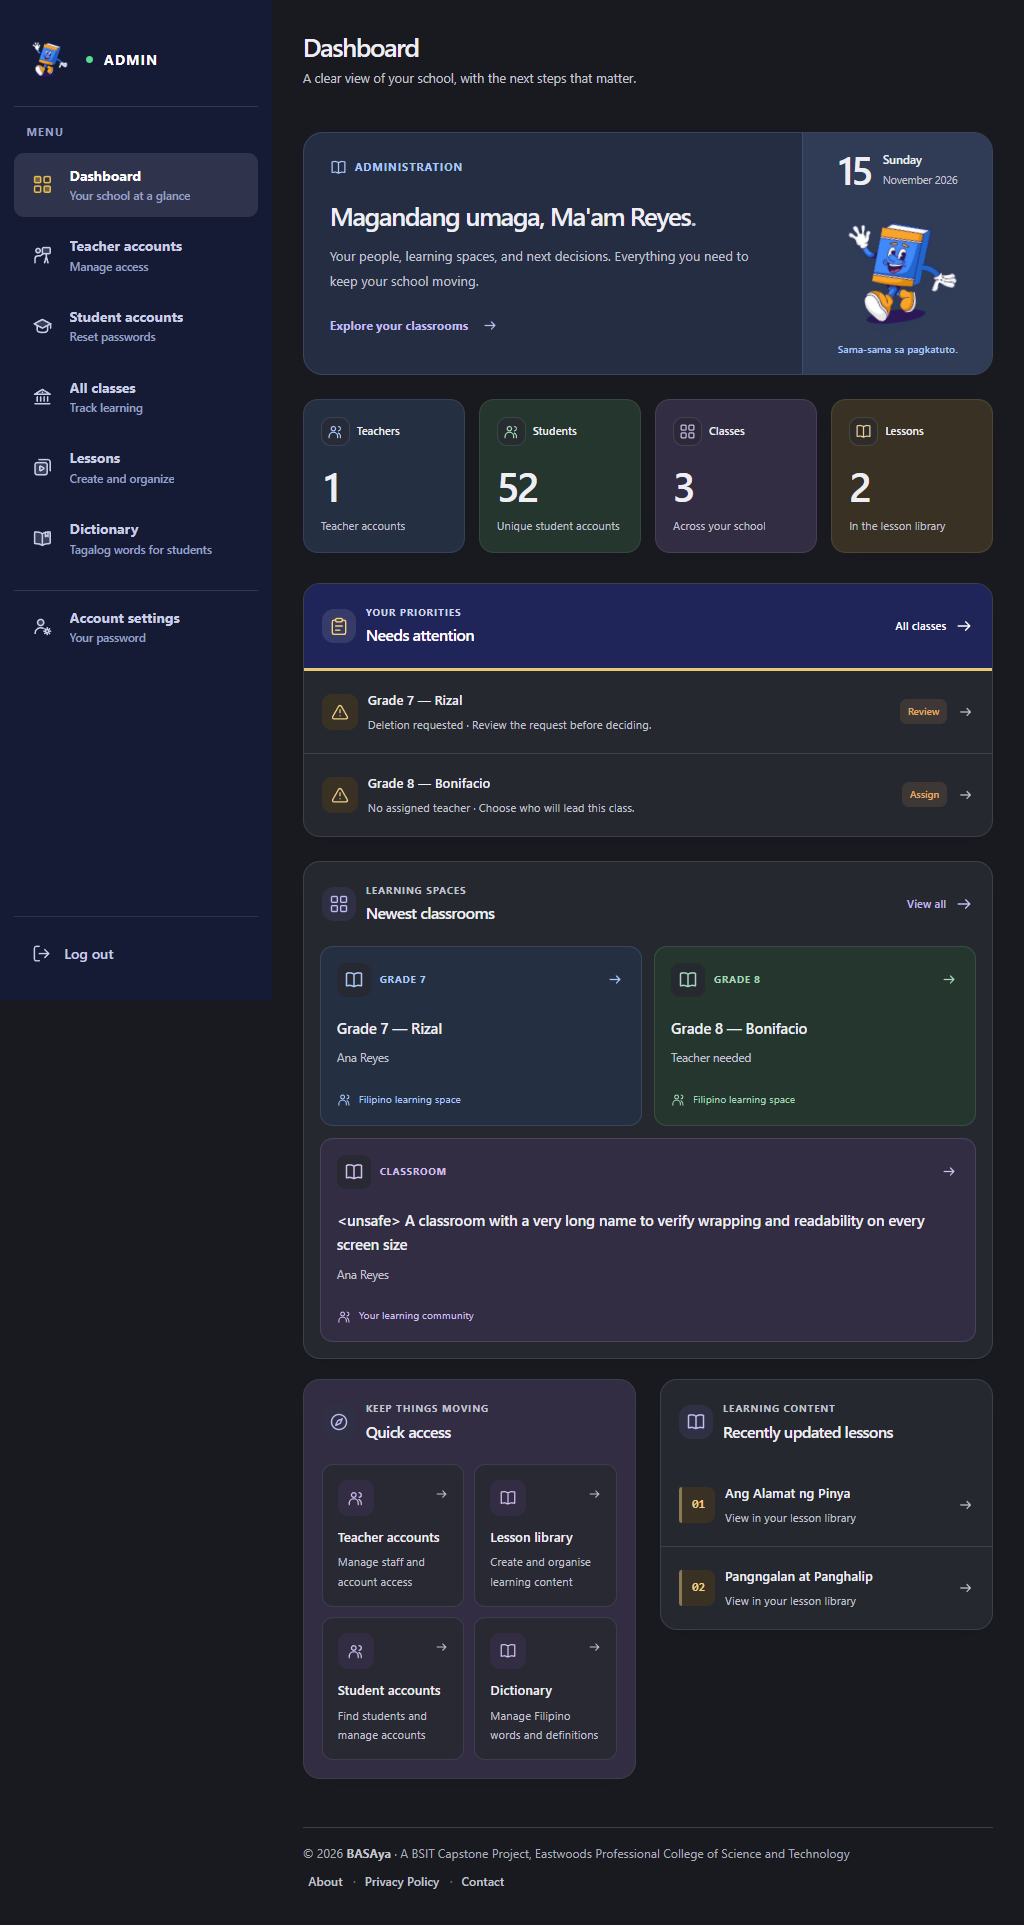 ADMIN
MENU
Dashboard
Your school at a glance
Teacher accounts
Manage access
Student accounts
Reset passwords
All classes
Track learning
Lessons
Create and organize
Dictionary
Tagalog words for students
Account settings
Your password
Log out
Dashboard
A clear view of your school, with the next steps that matter.
ADMINISTRATION
Magandang umaga, Ma'am Reyes.
Your people, learning spaces, and next decisions. Everything you need to
keep your school moving.
Explore your classrooms
15
Sunday
November 2026
Sama-sama sa pagkatuto.
Teachers
1
Teacher accounts
Students
52
Unique student accounts
Classes
3
Across your school
Lessons
2
In the lesson library
YOUR PRIORITIES
Needs attention
All classes
Grade 7 — Rizal
Deletion requested · Review the request before deciding.
Review
Grade 8 — Bonifacio
No assigned teacher · Choose who will lead this class.
Assign
LEARNING SPACES
Newest classrooms
View all
GRADE 7
Grade 7 — Rizal
Ana Reyes
Filipino learning space
GRADE 8
Grade 8 — Bonifacio
Teacher needed
Filipino learning space
CLASSROOM
<unsafe> A classroom with a very long name to verify wrapping and readability on every
screen size
Ana Reyes
Your learning community
KEEP THINGS MOVING
Quick access
Teacher accounts
Manage staff and
account access
Lesson library
Create and organise
learning content
Student accounts
Find students and
manage accounts
Dictionary
Manage Filipino
words and definitions
LEARNING CONTENT
Recently updated lessons
01
Ang Alamat ng Pinya
View in your lesson library
02
Pangngalan at Panghalip
View in your lesson library
© 2026 BASAya · A BSIT Capstone Project, Eastwoods Professional College of Science and Technology
About · Privacy Policy · Contact